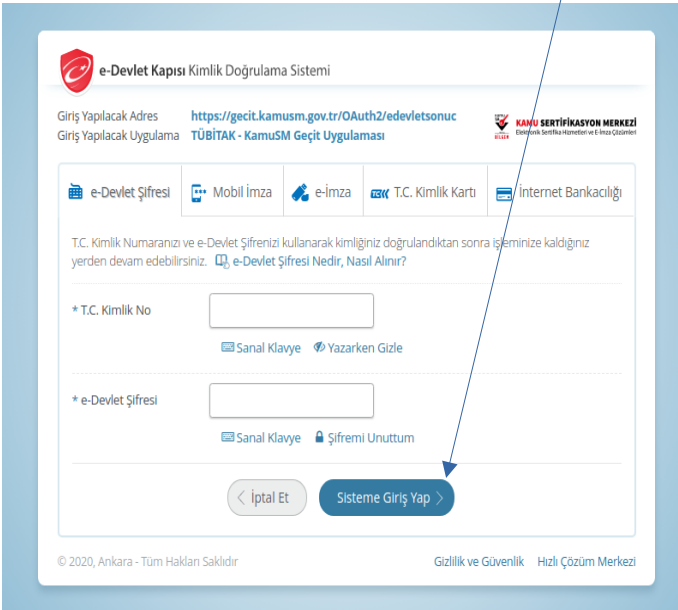 e-Devlet Kapısı Kimlik Doğrulama Sistemi
Giriş Yapılacak Adres https://gecit.kamusm.gov.tr/OAuth2/edevletsonuc
Giriş Yapılacak Uygulama TÜBİTAK - KamuSM Geçit Uygulaması
KAMU SERTİFİKASYON MERKEZİ
Elektronik Sertifika Hizmetleri ve E-İmza Çözümleri
e-Devlet Şifresi Mobil İmza e-İmza T.C. Kimlik Kartı İnternet Bankacılığı
T.C. Kimlik Numaranızı ve e-Devlet Şifrenizi kullanarak kimliğiniz doğrulandıktan sonra işleminize kaldığınız
yerden devam edebilirsiniz. e-Devlet Şifresi Nedir, Nasıl Alınır?
* T.C. Kimlik No
Sanal Klavye Yazarken Gizle
* e-Devlet Şifresi
Sanal Klavye Şifremi Unuttum
İptal Et Sisteme Giriş Yap
© 2020, Ankara - Tüm Hakları Saklıdır Gizlilik ve Güvenlik Hızlı Çözüm Merkezi